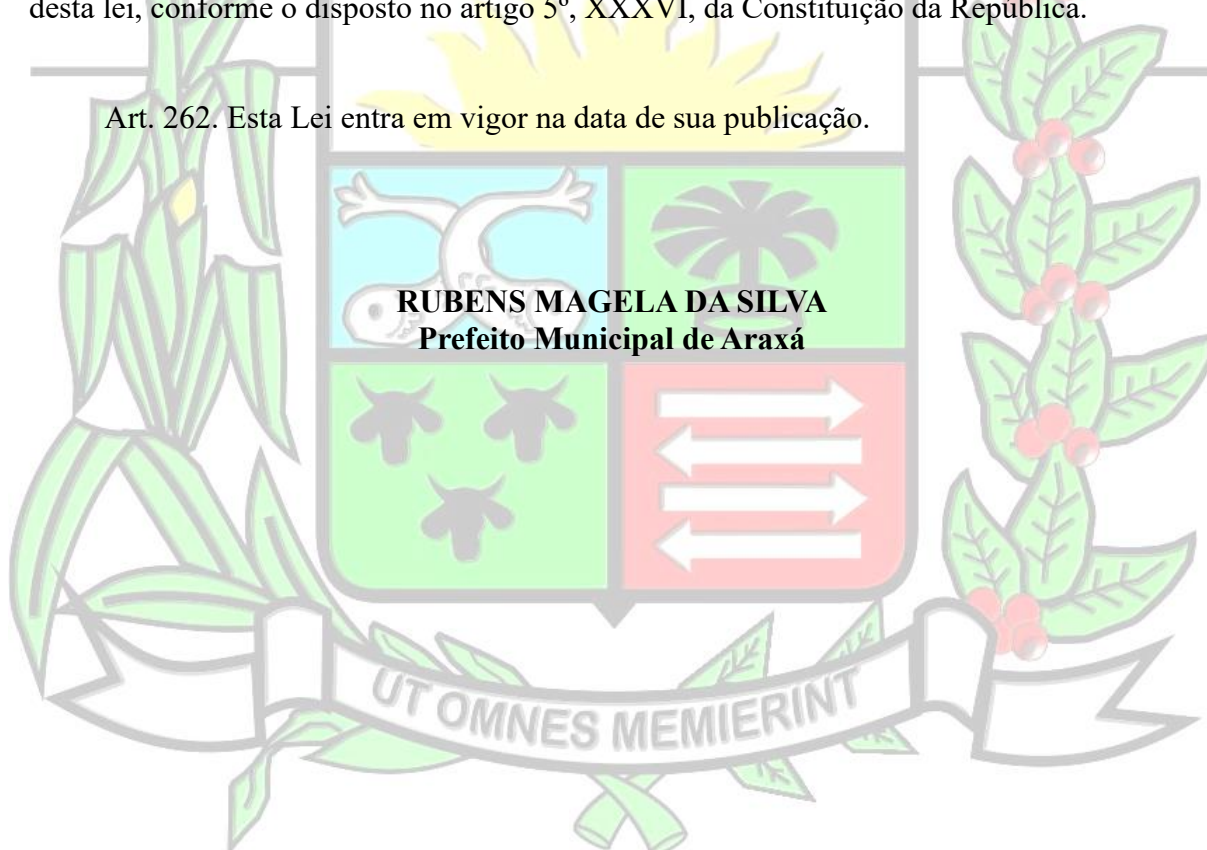 desta lei, conforme o disposto no artigo 5º, XXXVI, da Constituição da República.
Art. 262. Esta Lei entra em vigor na data de sua publicação.
RUBENS MAGELA DA SILVA
Prefeito Municipal de Araxá
UT OMNES MEMIERINT